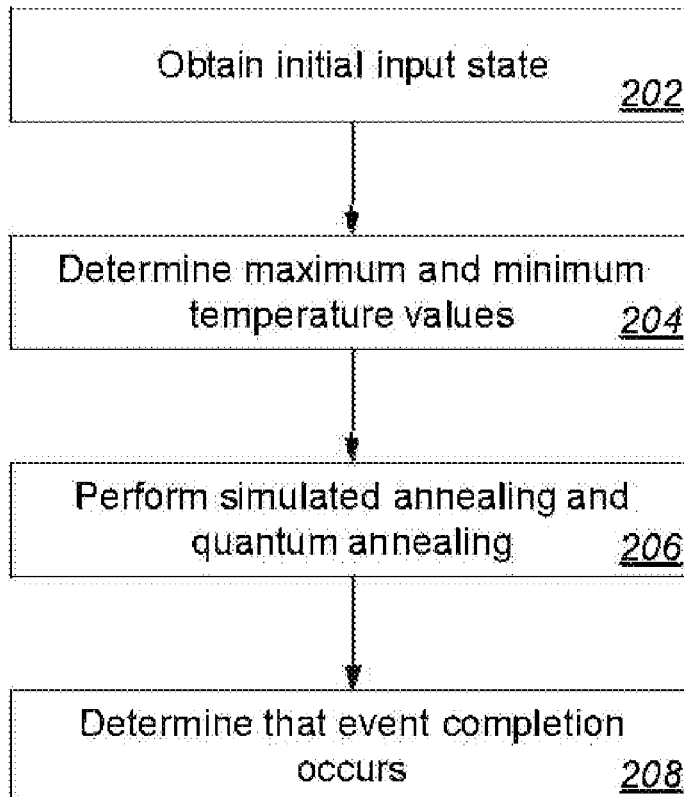 Obtain initial input state
202
Determine maximum and minimum
temperature values 204
Perform simulated annealing and
quantum annealing 206
Determine that event completion
occurs 208